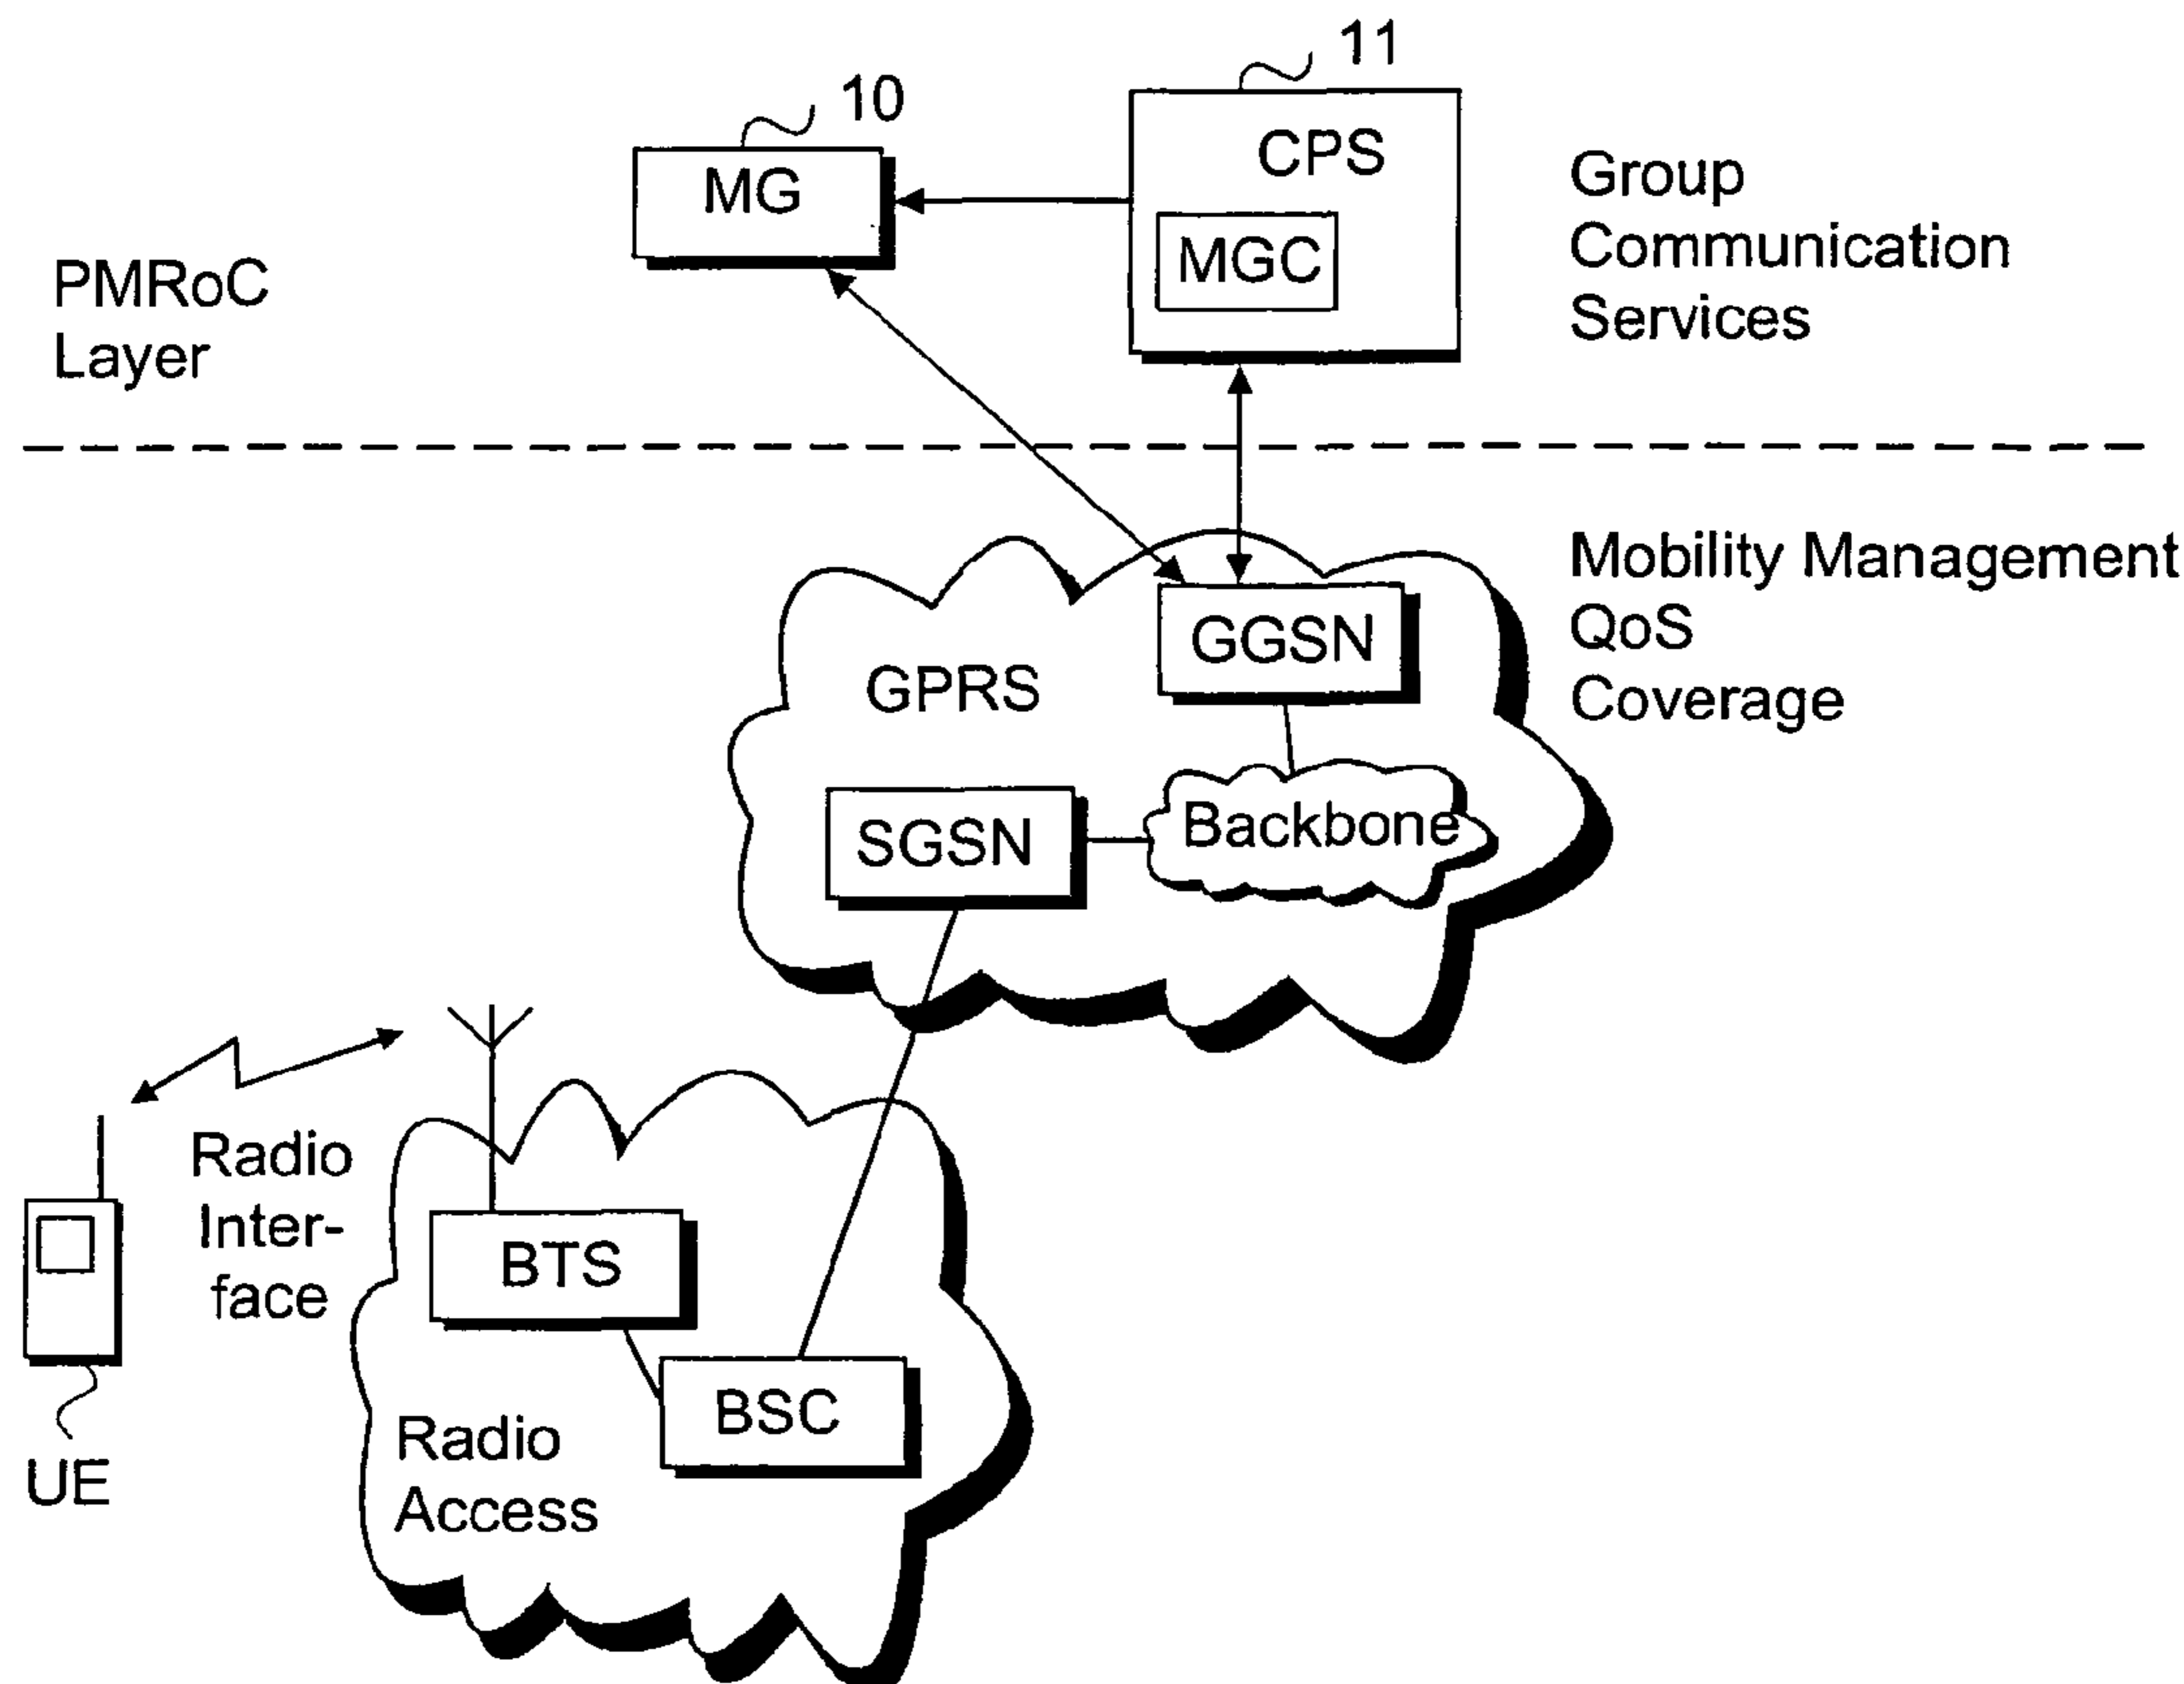 11
10
CPS
MG
MGC
Group
Communication
Services
PMRoC
Layer
Mobility Management
QoS
Coverage
GGSN
GPRS
Backbone
SGSN
Radio
Inter-
face
BTS
BSC
Radio
Access
UE